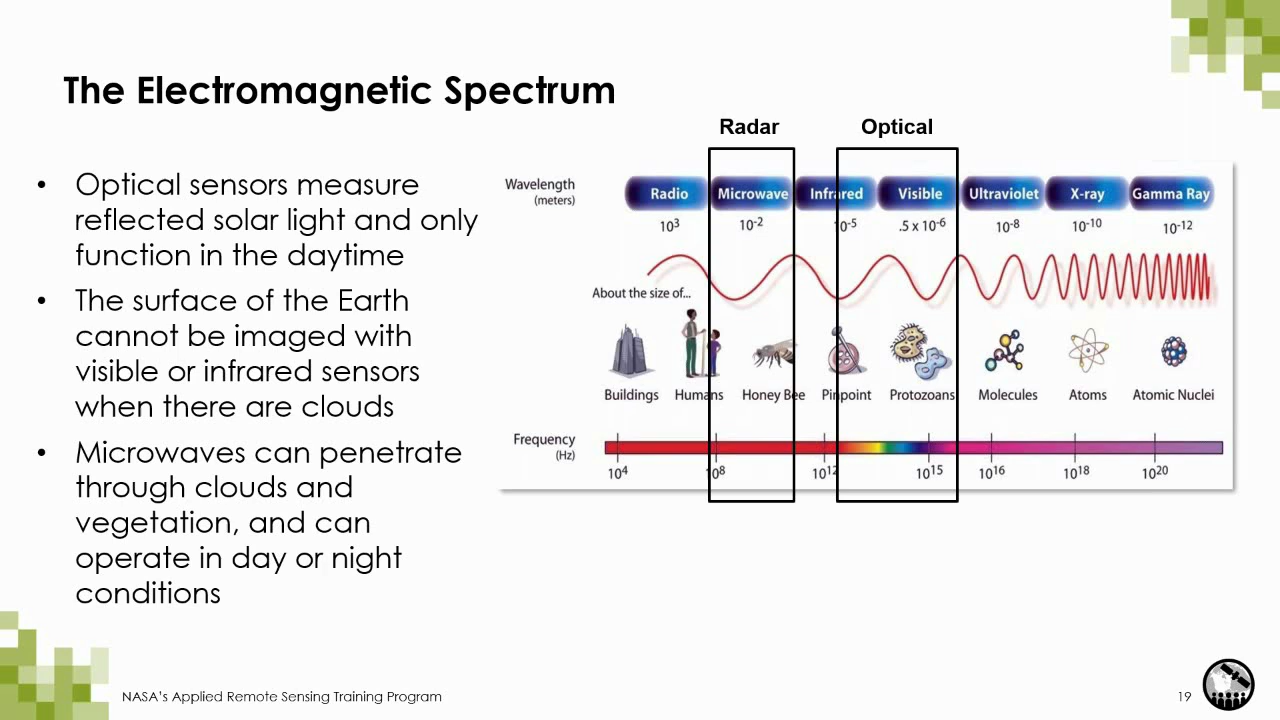 The Electromagnetic Spectrum
Radar
Optical
• Optical sensors measure
reflected solar light and only
function in the daytime
• The surface of the Earth
cannot be imaged with
visible or infrared sensors
when there are clouds
• Microwaves can penetrate
through clouds and
vegetation, and can
operate in day or night
conditions
Wavelength
(meters)
Radio Microwave Infrared Visible Ultraviolet X-ray Gamma Ray
10³ 10⁻² 10⁻⁵ .5 x 10⁻⁶ 10⁻⁸ 10⁻¹⁰ 10⁻¹²
About the size of...
Buildings Humans Honey Bee Pinpoint Protozoans Molecules Atoms Atomic Nuclei
Frequency
(Hz)
10⁴ 10⁸ 10¹² 10¹⁵ 10¹⁶ 10¹⁸ 10²⁰
NASA's Applied Remote Sensing Training Program
19